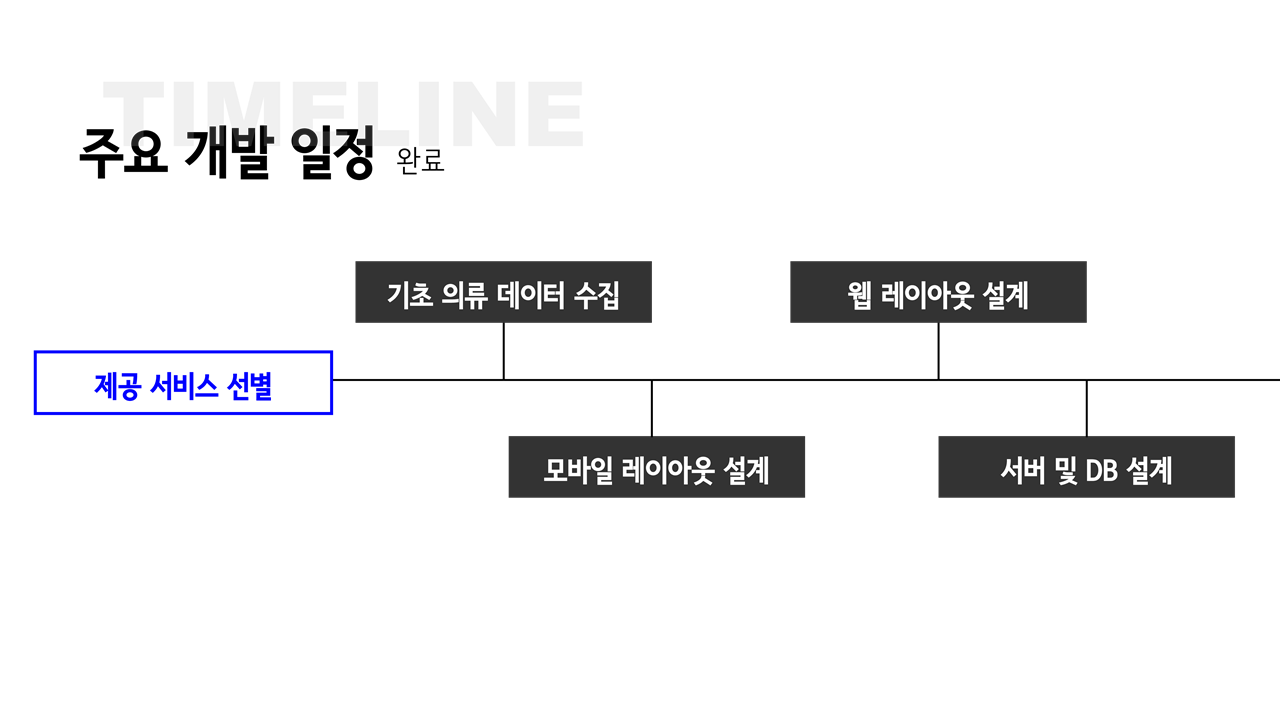 TIMELINE
주요 개발 일정 완료
기초 의류 데이터 수집
웹 레이아웃 설계
제공 서비스 선별
모바일 레이아웃 설계
서버 및 DB 설계